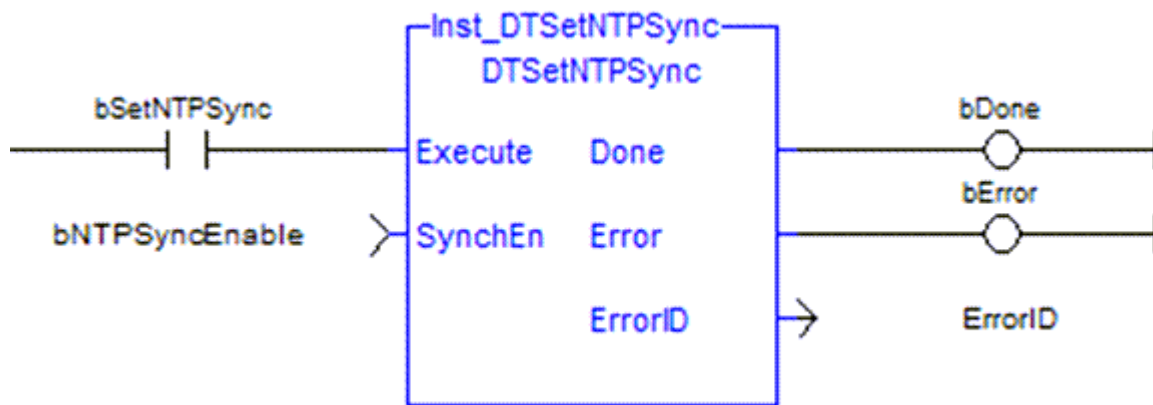 Inst_DTSetNTPSync
DTSetNTPSync
bSetNTPSync
bDone
Execute Done
bError
bNTPSyncEnable SynchEn Error
ErrorID ErrorID